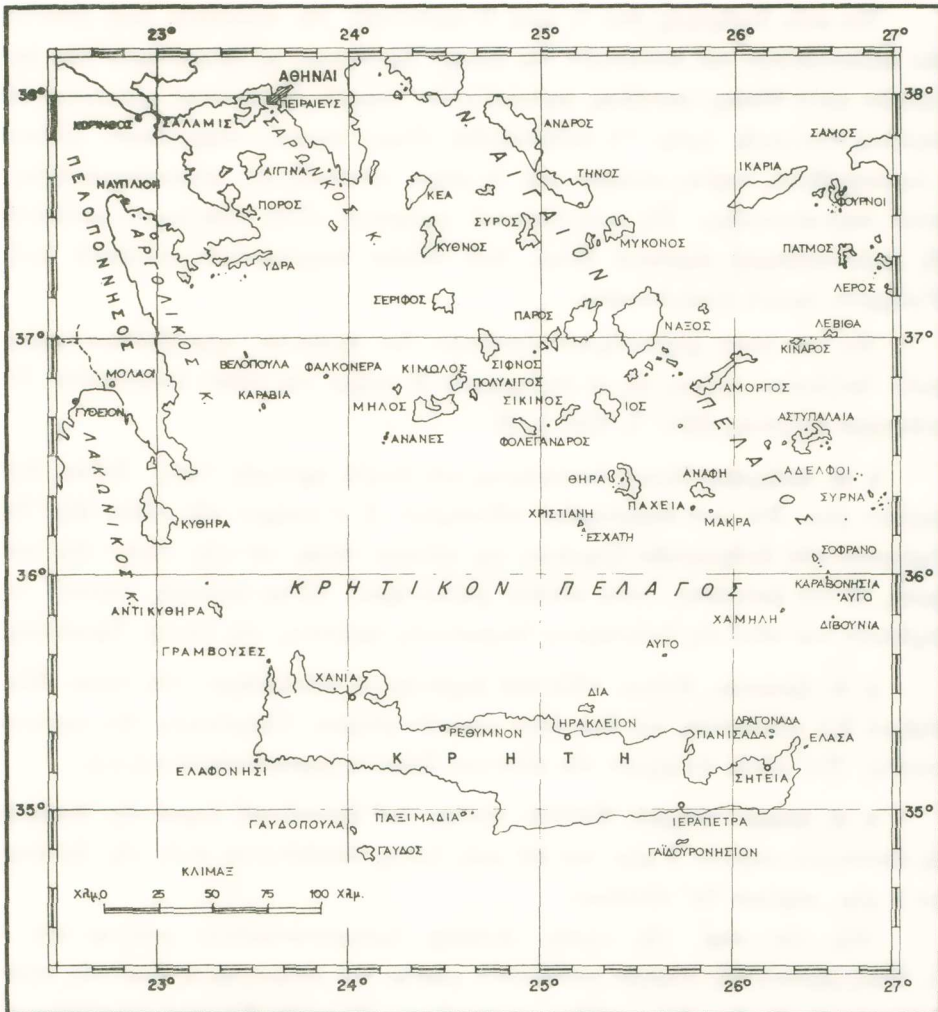 23° 24° 25° 26° 27°
38° 38°
ΑΘΗΝΑΙ
ΠΕΙΡΑΙΕΥΣ
ΚΟΡΙΝΘΟΣ
ΣΑΛΑΜΙΣ
ΣΑΡΩΝΙΚΟΣ Κ.
ΑΝΔΡΟΣ
ΣΑΜΟΣ
ΙΚΑΡΙΑ
ΑΙΓΙΝΑ
ΤΗΝΟΣ
ΝΑΥΠΛΙΟΝ
ΚΕΑ
ΦΟΥΡΝΟΙ
ΠΟΡΟΣ
ΣΥΡΟΣ
ΜΥΚΟΝΟΣ
ΚΥΘΝΟΣ
ΠΑΤΜΟΣ
ΥΔΡΑ
ΛΕΡΟΣ
ΠΕΛΟΠΟΝΝΗΣΟΣ
ΑΡΓΟΛΙΚΟΣ Κ
ΣΕΡΙΦΟΣ
ΠΑΡΟΣ
ΝΑΞΟΣ
ΛΕΒΙΘΑ
37° 37°
ΚΙΝΑΡΟΣ
ΣΙΦΝΟΣ
ΒΕΛΟΠΟΥΛΑ
ΦΑΛΚΟΝΕΡΑ
ΚΙΜΩΛΟΣ
ΠΟΛΥΑΙΓΟΣ
ΑΜΟΡΓΟΣ
ΜΟΛΑΟΙ
ΚΑΡΑΒΙΑ
ΜΗΛΟΣ
ΣΙΚΙΝΟΣ
ΙΟΣ
ΓΥΘΕΙΟΝ
ΑΣΤΥΠΑΛΑΙΑ
ΑΝΑΝΕΣ
ΦΟΛΕΓΑΝΔΡΟΣ
ΛΑΚΩΝΙΚΟΣ Κ
ΘΗΡΑ
ΑΝΑΦΗ
ΑΔΕΛΦΟΙ
ΠΑΧΕΙΑ
ΜΑΚΡΑ
ΣΥΡΝΑ
ΧΡΙΣΤΙΑΝΗ
ΕΣΧΑΤΗ
ΚΥΘΗΡΑ
ΣΟΦΡΑΝΟ
36° 36°
ΚΡΗΤΙΚΟΝ ΠΕΛΑΓΟΣ
ΚΑΡΑΒΟΝΗΣΙΑ
ΑΥΓΟ
ΑΝΤΙΚΥΘΗΡΑ
ΧΑΜΗΛΗ
ΔΙΒΟΥΝΙΑ
ΑΥΓΟ
ΓΡΑΜΒΟΥΣΕΣ
ΧΑΝΙΑ
ΔΙΑ
ΗΡΑΚΛΕΙΟΝ
ΔΡΑΓΟΝΑΔΑ
ΡΕΘΥΜΝΟΝ
ΓΙΑΝΙΣΑΔΑ
ΕΛΑΣΑ
ΚΡΗΤΗ
ΕΛΑΦΟΝΗΣΙ
ΣΗΤΕΙΑ
35° 35°
ΓΑΥΔΟΠΟΥΛΑ
ΠΑΞΙΜΑΔΙΑ
ΙΕΡΑΠΕΤΡΑ
ΓΑΥΔΟΣ
ΓΑΪΔΟΥΡΟΝΗΣΙΟΝ
ΚΛΙΜΑΞ
Χλμ.0 25 50 75 100 Χλμ.
23° 24° 25° 26° 27°